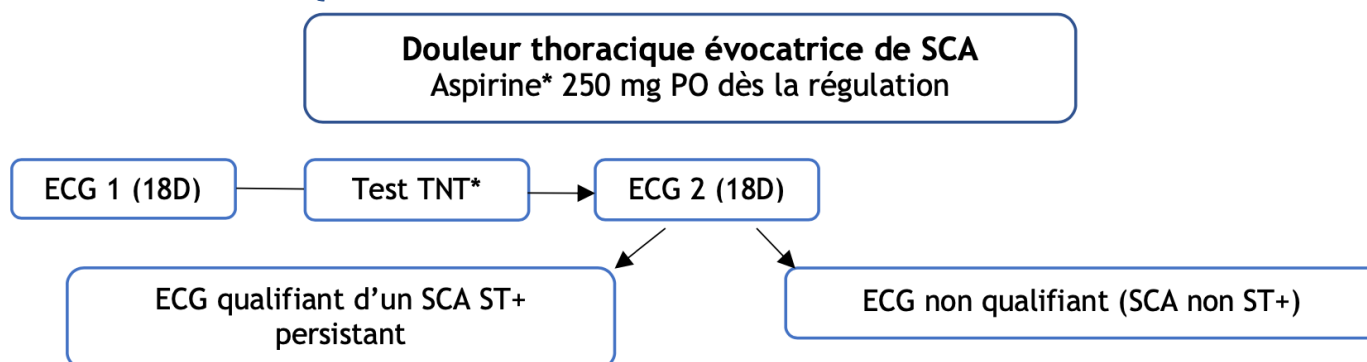 Douleur thoracique évocatrice de SCA
Aspirine* 250 mg PO dès la régulation
ECG 1 (18D)
Test TNT*
ECG 2 (18D)
ECG qualifiant d’un SCA ST+
persistant
ECG non qualifiant (SCA non ST+)